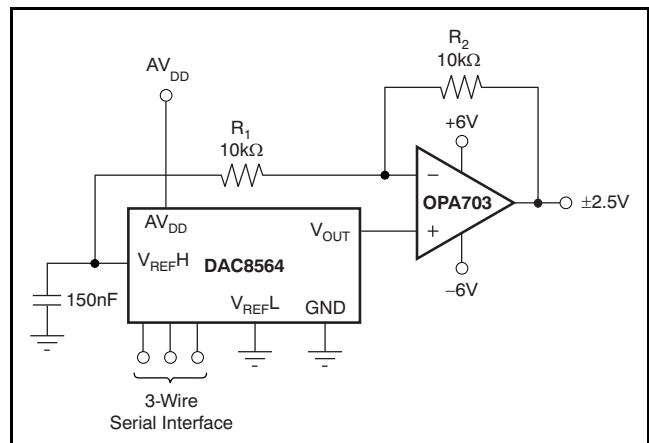 R2
10kΩ
AVDD
+6V
R1
10kΩ
−
OPA703
±2.5V
+
AVDD
VOUT
VREFH
DAC8564
−6V
150nF
VREFL
GND
3-Wire
Serial Interface